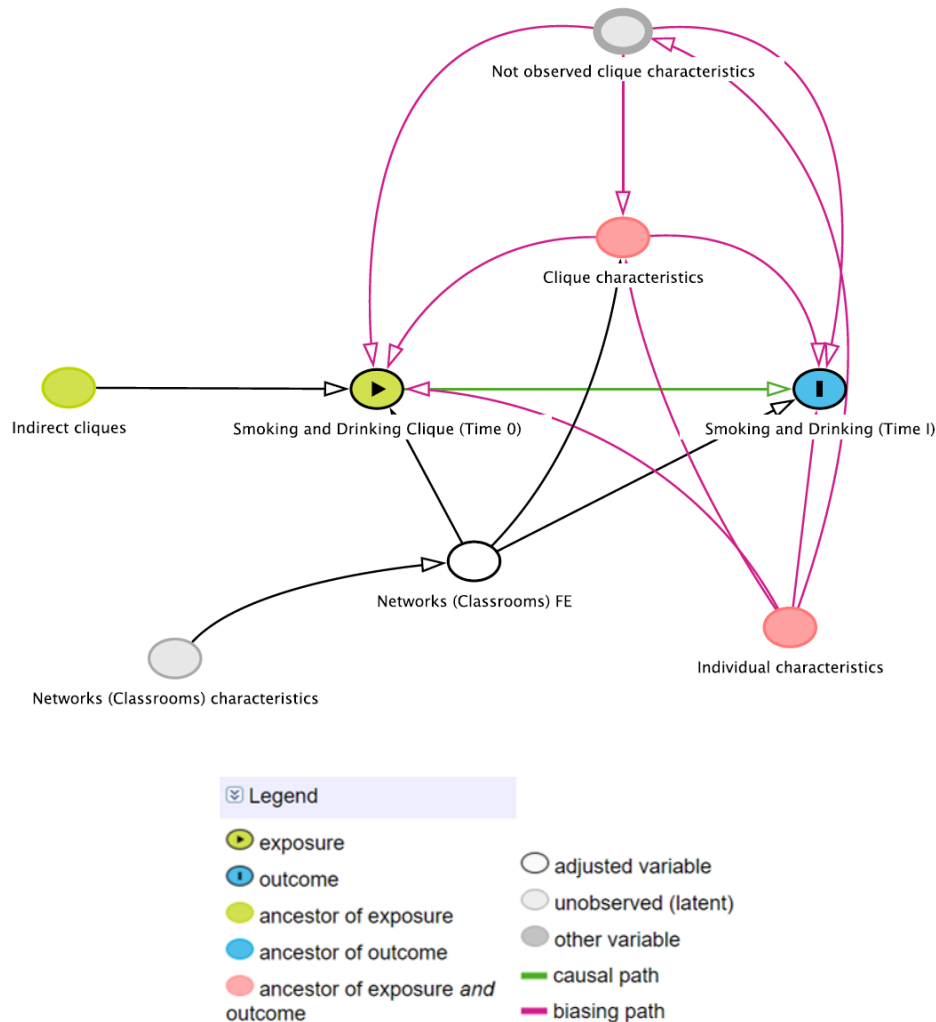 Not observed clique characteristics
Clique characteristics
Indirect cliques
Smoking and Drinking Clique (Time 0)
Smoking and Drinking (Time I)
Networks (Classrooms) FE
Individual characteristics
Networks (Classrooms) characteristics
Legend
exposure
outcome
ancestor of exposure
ancestor of outcome
ancestor of exposure and
outcome
adjusted variable
unobserved (latent)
other variable
causal path
biasing path